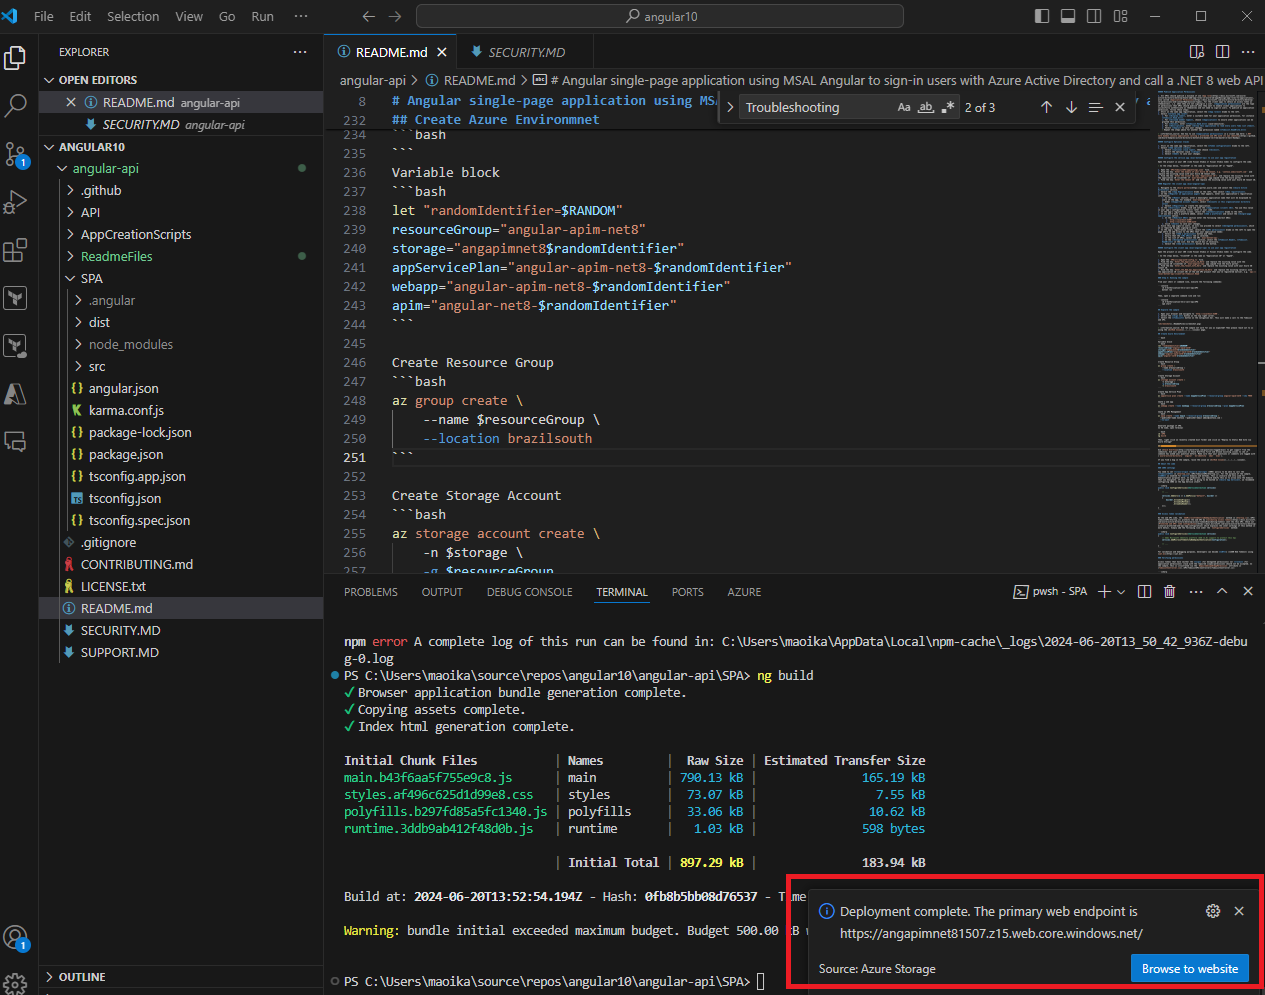 File Edit Selection View Go Run ··· angular10
EXPLORER ···
OPEN EDITORS
README.md angular-api
SECURITY.MD angular-api
ANGULAR10
angular-api
.github
API
AppCreationScripts
ReadmeFiles
SPA
.angular
dist
node_modules
src
angular.json
karma.conf.js
package-lock.json
package.json
tsconfig.app.json
tsconfig.json
tsconfig.spec.json
.gitignore
CONTRIBUTING.md
LICENSE.txt
README.md
SECURITY.MD
SUPPORT.MD
OUTLINE
1
1
README.md SECURITY.MD
angular-api > README.md > # Angular single-page application using MSAL Angular to sign-in users with Azure Active Directory and call a .NET 8 web API
Troubleshooting Aa ab .* 2 of 3
8 # Angular single-page application using MS
232 ## Create Azure Environmnet
234 ```bash
235 ```
236 Variable block
237 ```bash
238 let "randomIdentifier=$RANDOM"
239 resourceGroup="angular-apim-net8"
240 storage="angapimnet8$randomIdentifier"
241 appServicePlan="angular-apim-net8-$randomIdentifier"
242 webapp="angular-apim-net8-$randomIdentifier"
243 apim="angular-net8-$randomIdentifier"
244 ```
245
246 Create Resource Group
247 ```bash
248 az group create \
249 --name $resourceGroup \
250 --location brazilsouth
251 ```
252
253 Create Storage Account
254 ```bash
255 az storage account create \
256 -n $storage \
257 -g $resourceGroup
PROBLEMS OUTPUT DEBUG CONSOLE TERMINAL PORTS AZURE pwsh - SPA
npm error A complete log of this run can be found in: C:\Users\maoika\AppData\Local\npm-cache\_logs\2024-06-20T13_50_42_936Z-debu
g-0.log
PS C:\Users\maoika\source\repos\angular10\angular-api\SPA> ng build
✓ Browser application bundle generation complete.
✓ Copying assets complete.
✓ Index html generation complete.
Initial Chunk Files | Names | Raw Size | Estimated Transfer Size
main.b43f6aa5f755e9c8.js | main | 790.13 kB | 165.19 kB
styles.af496c625d1d99e8.css | styles | 73.07 kB | 7.55 kB
polyfills.b297fd85a5fc1340.js | polyfills | 33.06 kB | 10.62 kB
runtime.3ddb9ab412f48d0b.js | runtime | 1.03 kB | 598 bytes
| Initial Total | 897.29 kB | 183.94 kB
Build at: 2024-06-20T13:52:54.194Z - Hash: 0fb8b5bb08d76537 - Time
Warning: bundle initial exceeded maximum budget. Budget 500.00 kB w
PS C:\Users\maoika\source\repos\angular10\angular-api\SPA>
Deployment complete. The primary web endpoint is
https://angapimnet81507.z15.web.core.windows.net/
Source: Azure Storage Browse to website